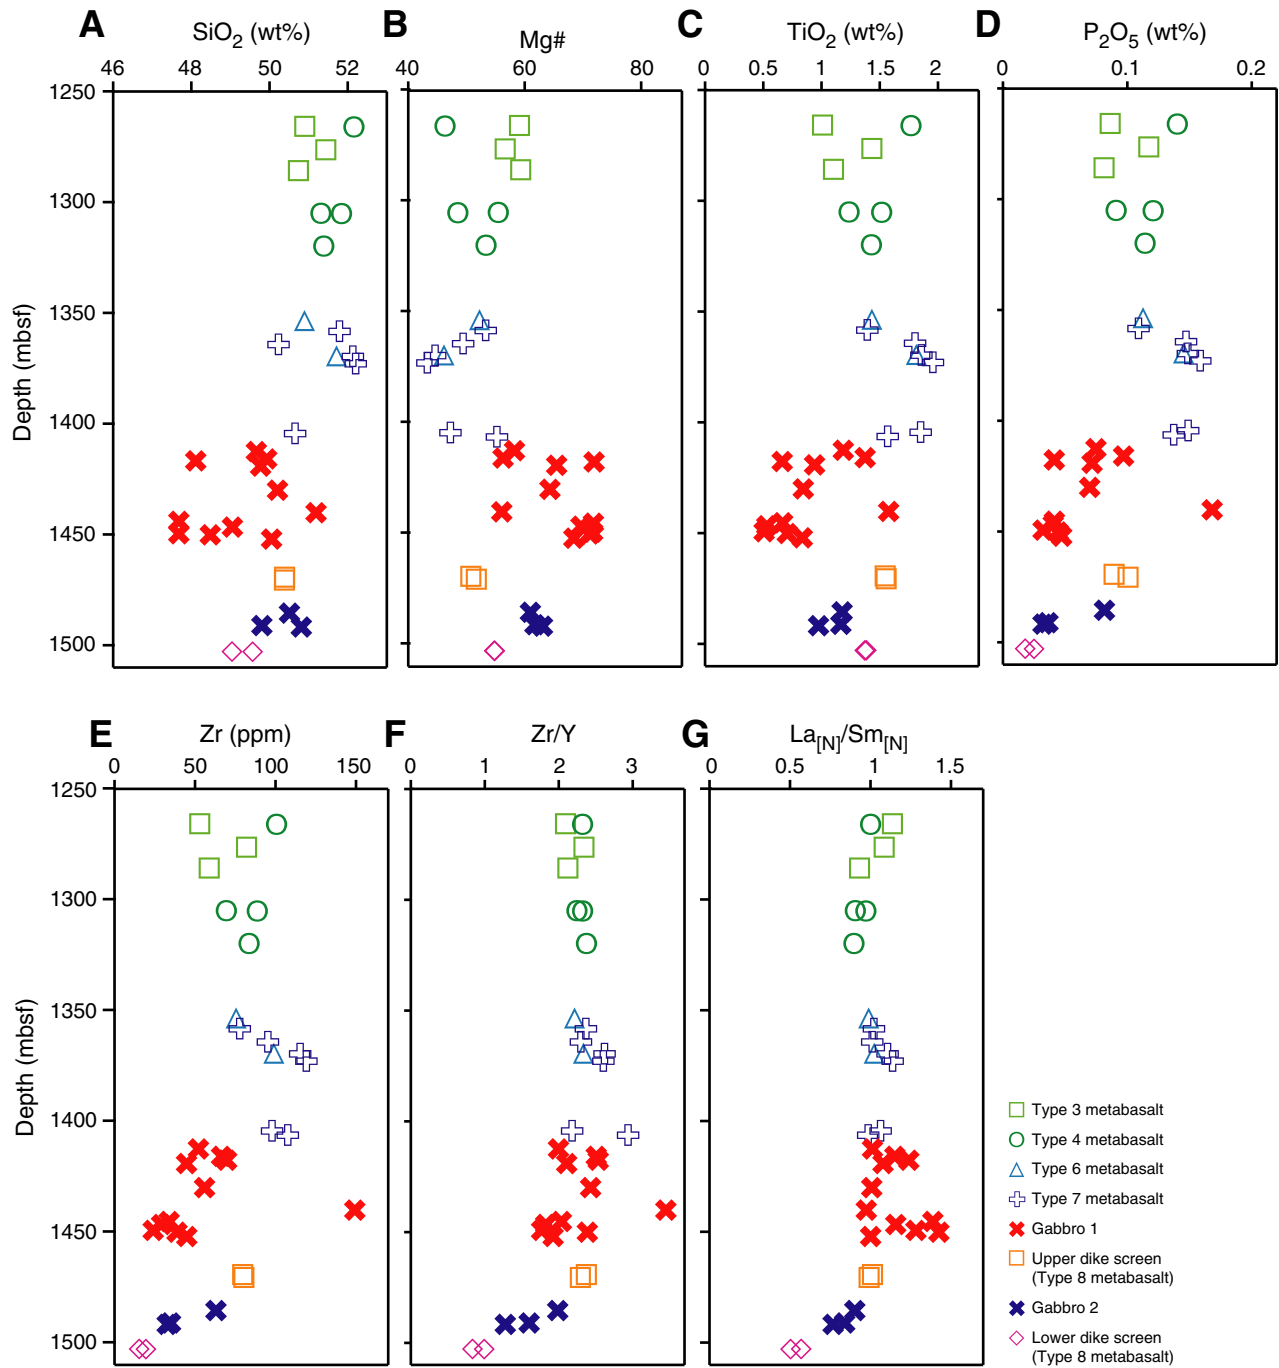 A SiO2 (wt%) B Mg# C TiO2 (wt%) D P2O5 (wt%)
46 48 50 52 40 60 80 0 0.5 1 1.5 2 0 0.1 0.2
1250
1300
1350
1400
1450
1500
Depth (mbsf)
E Zr (ppm) F Zr/Y G La[N]/Sm[N]
0 50 100 150 0 1 2 3 0 0.5 1 1.5
1250
1300
1350
1400
1450
1500
Depth (mbsf)
Type 3 metabasalt
Type 4 metabasalt
Type 6 metabasalt
Type 7 metabasalt
Gabbro 1
Upper dike screen
(Type 8 metabasalt)
Gabbro 2
Lower dike screen
(Type 8 metabasalt)